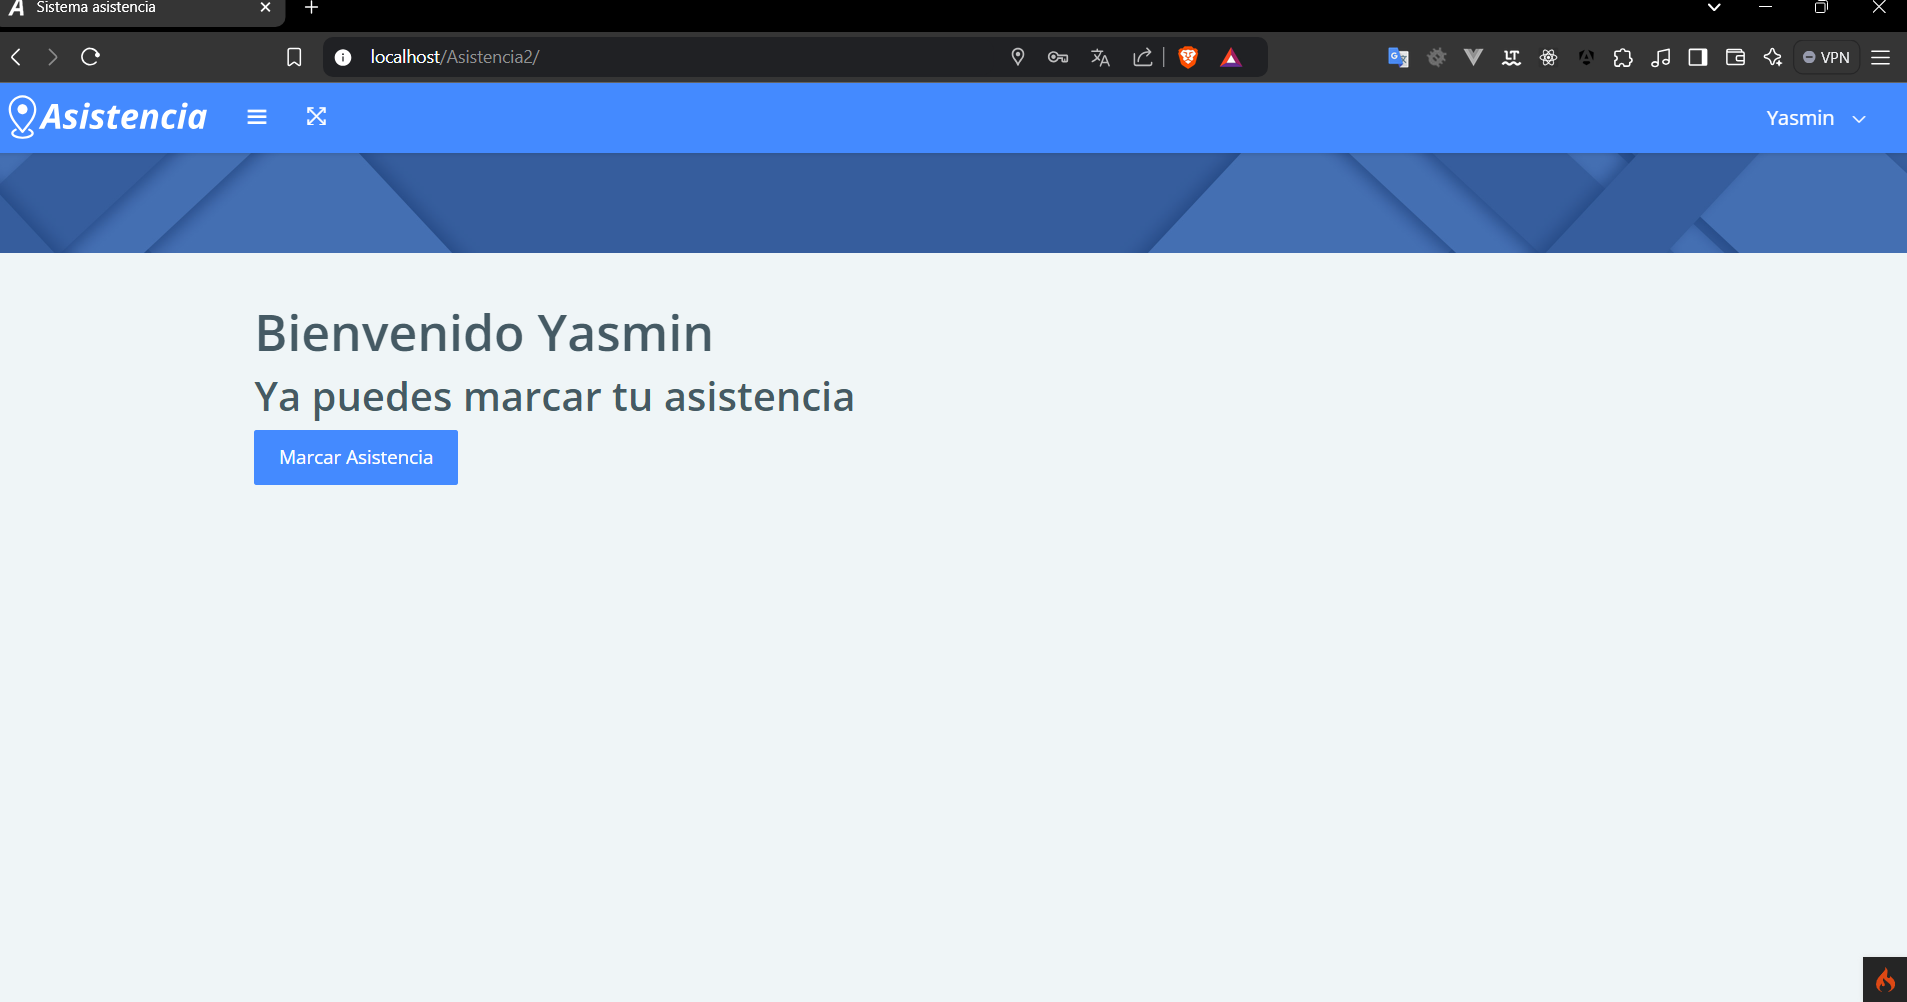 Sistema asistencia
localhost/Asistencia2/
VPN
Asistencia
Yasmin
Bienvenido Yasmin
Ya puedes marcar tu asistencia
Marcar Asistencia